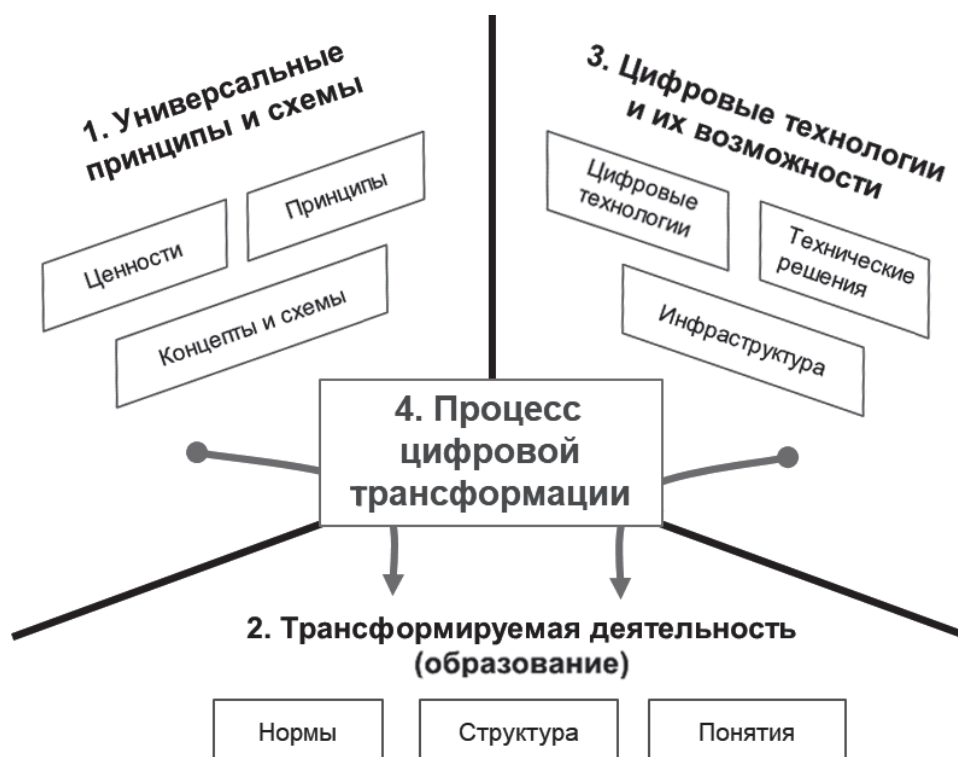 1. Универсальные
принципы и схемы
Принципы
Ценности
Концепты и схемы
3. Цифровые технологии
и их возможности
Цифровые
технологии
Технические
решения
Инфраструктура
4. Процесс
цифровой
трансформации
2. Трансформируемая деятельность
(образование)
Нормы
Структура
Понятия